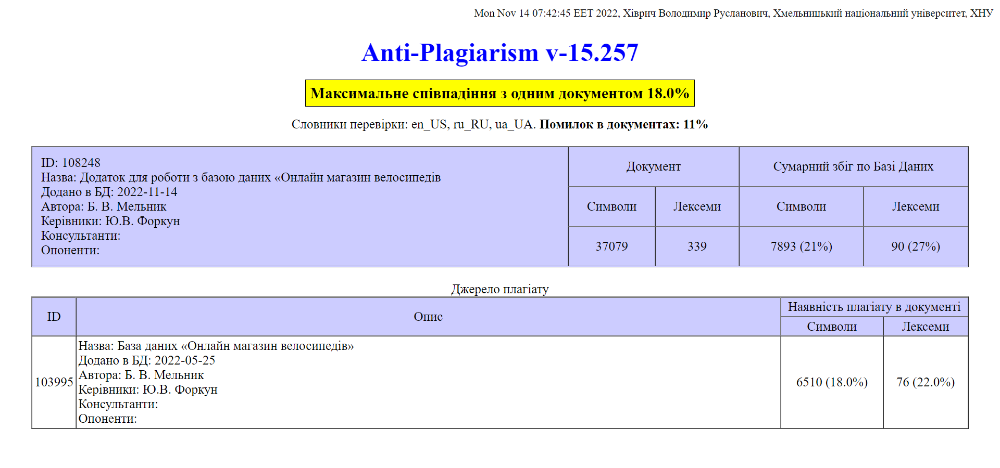 Mon Nov 14 07:42:45 EET 2022, Хіврич Володимир Русланович, Хмельницький національний університет, ХНУ
Anti-Plagiarism v-15.257
Максимальне співпадіння з одним документом 18.0%
Словники перевірки: en_US, ru_RU, ua_UA. Помилок в документах: 11%
ID: 108248
Назва: Додаток для роботи з базою даних «Онлайн магазин велосипедів
Додано в БД: 2022-11-14
Автора: Б. В. Мельник
Керівники: Ю.В. Форкун
Консультанти:
Опоненти:
Документ
Сумарний збіг по Базі Даних
Символи
Лексеми
Символи
Лексеми
37079
339
7893 (21%)
90 (27%)
Джерело плагіату
ID
Опис
Наявність плагіату в документі
Символи
Лексеми
103995
Назва: База даних «Онлайн магазин велосипедів»
Додано в БД: 2022-05-25
Автора: Б. В. Мельник
Керівники: Ю.В. Форкун
Консультанти:
Опоненти:
6510 (18.0%)
76 (22.0%)